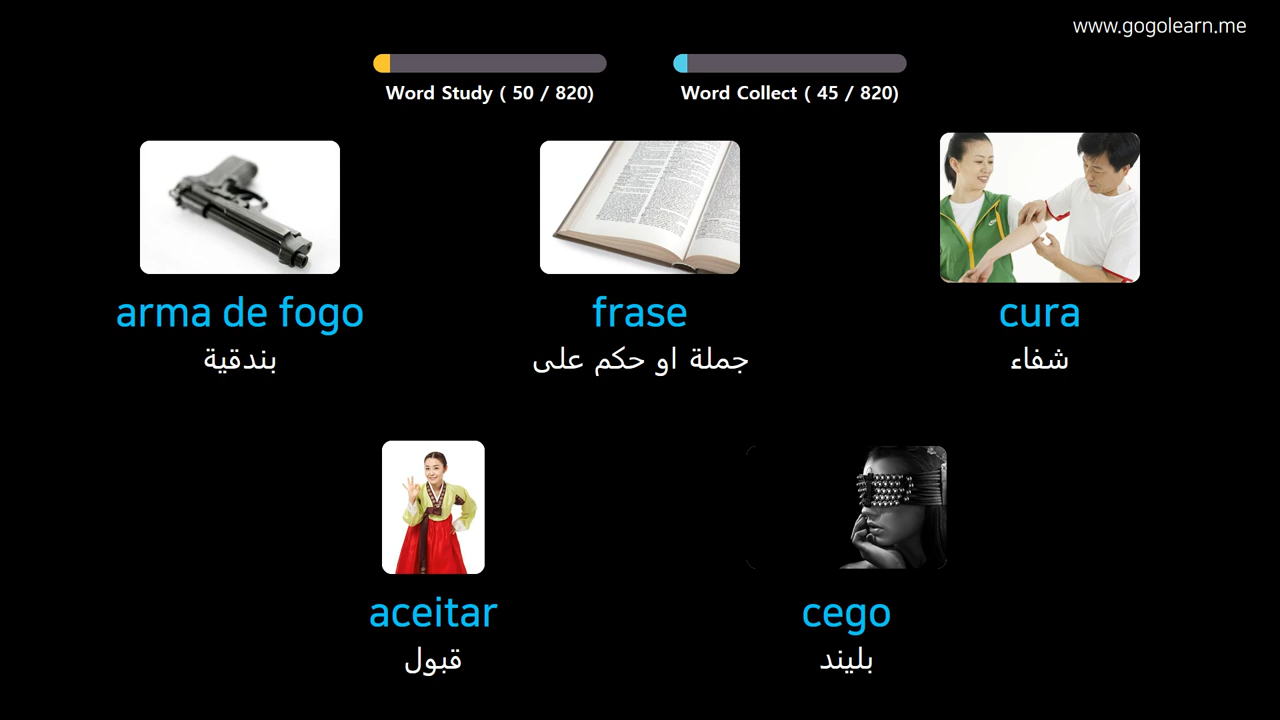 www.gogolearn.me
Word Study ( 50 / 820)
Word Collect ( 45 / 820)
arma de fogo
بندقية
frase
جملة او حكم على
cura
شفاء
aceitar
قبول
cego
بليند